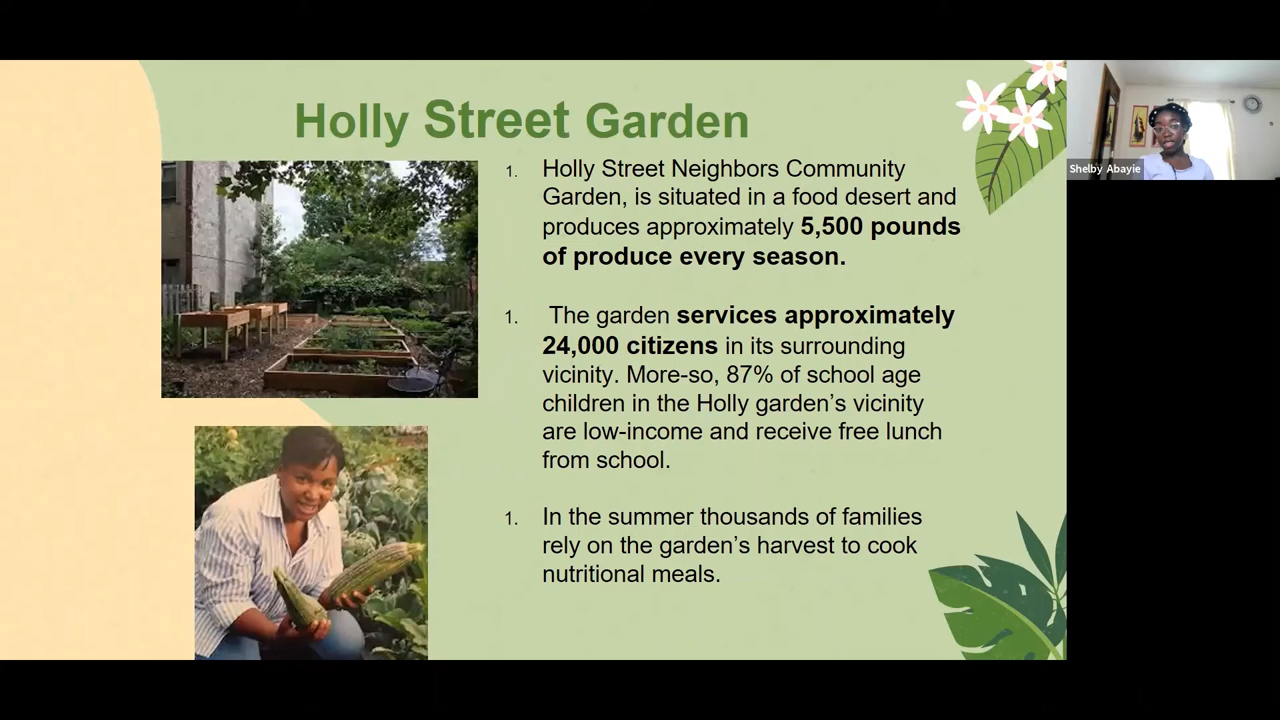 Holly Street Garden
1. Holly Street Neighbors Community
Garden, is situated in a food desert and
produces approximately 5,500 pounds
of produce every season.
1. The garden services approximately
24,000 citizens in its surrounding
vicinity. More-so, 87% of school age
children in the Holly garden's vicinity
are low-income and receive free lunch
from school.
1. In the summer thousands of families
rely on the garden's harvest to cook
nutritional meals.
Shelby Abayie